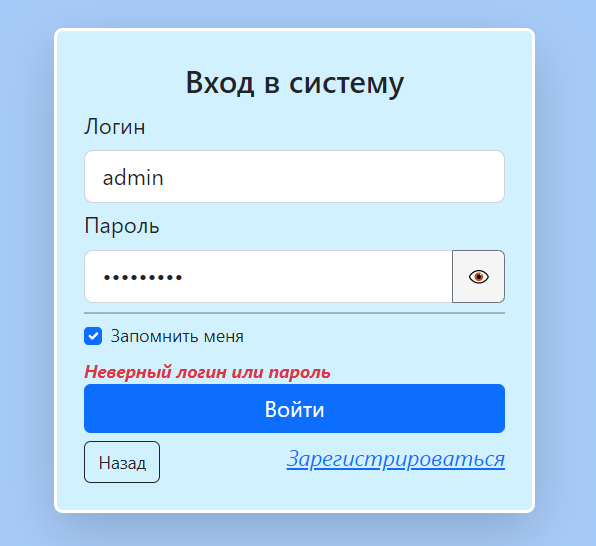 Вход в систему
Логин
admin
Пароль
•••••••••
Запомнить меня
Неверный логин или пароль
Войти
Назад Зарегистрироваться